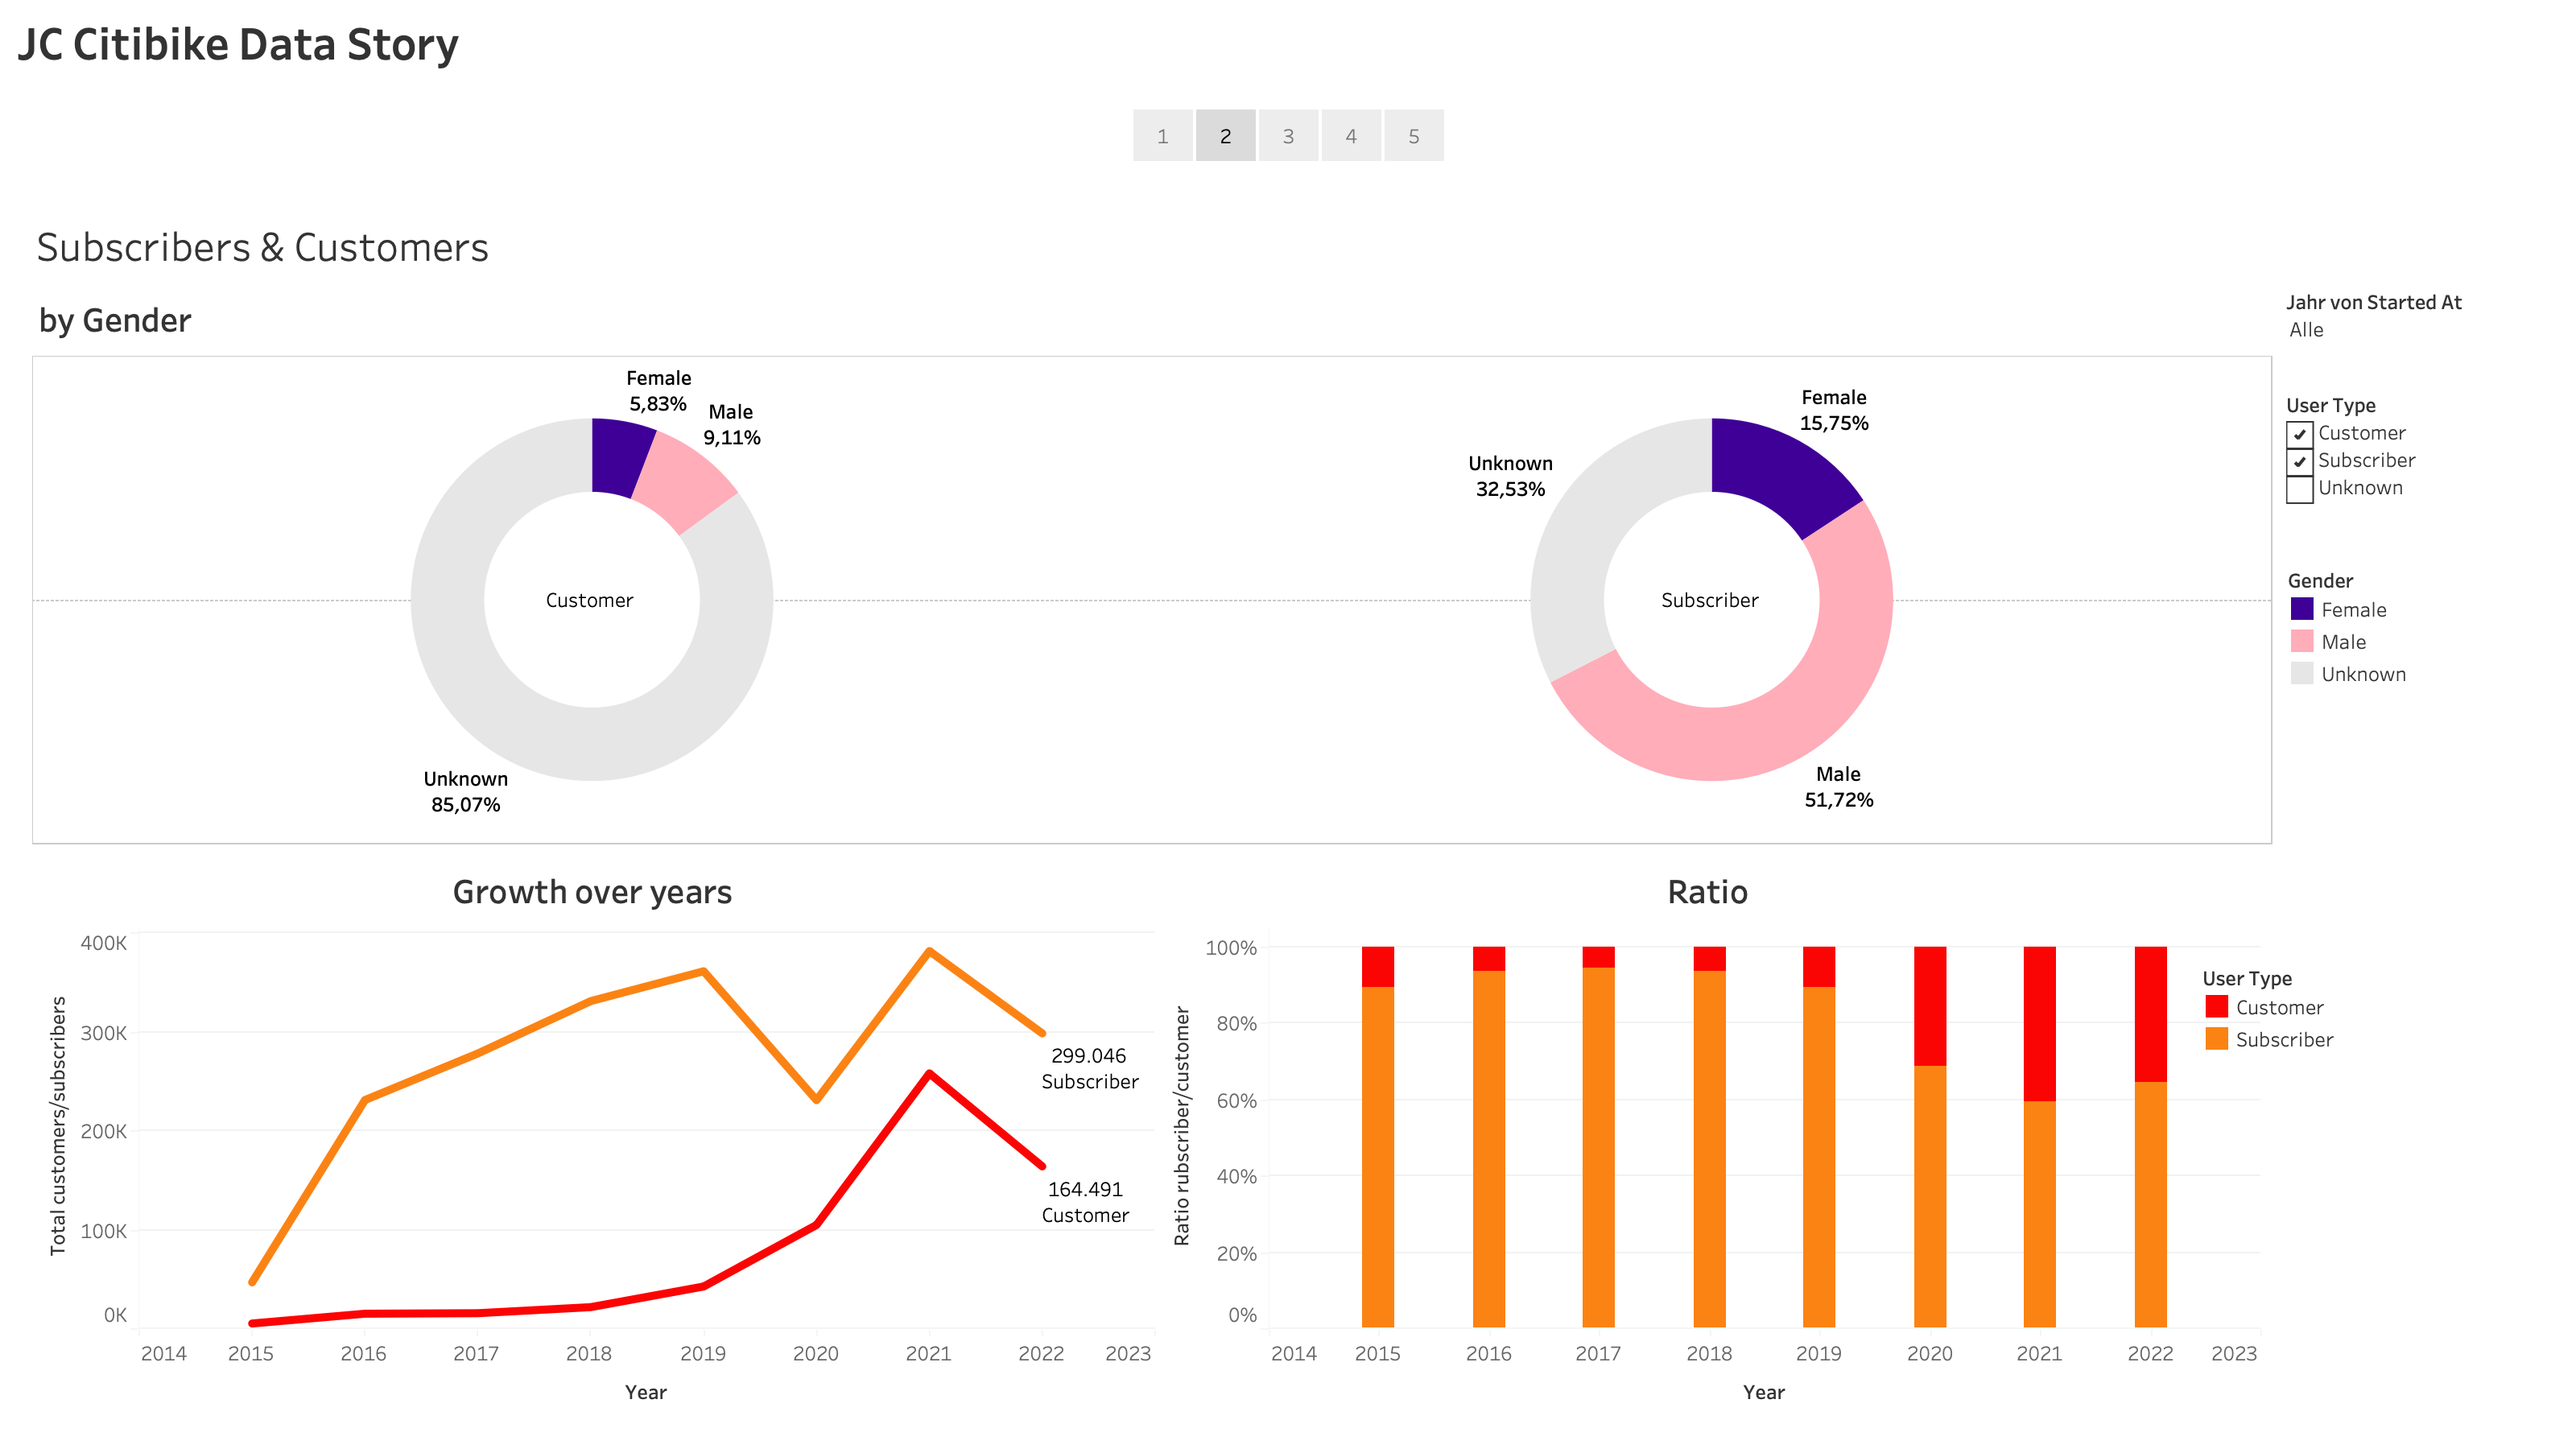 JC Citibike Data Story
1 2 3 4 5
Subscribers & Customers
by Gender
Female
5,83%
Male
9,11%
Customer
Unknown
85,07%
Female
15,75%
Unknown
32,53%
Subscriber
Male
51,72%
Jahr von Started At
Alle
User Type
Customer
Subscriber
Unknown
Gender
Female
Male
Unknown
Growth over years
Total customers/subscribers
400K
300K
200K
100K
0K
299.046
Subscriber
164.491
Customer
2014 2015 2016 2017 2018 2019 2020 2021 2022 2023
Year
Ratio
Ratio rubscriber/customer
100%
80%
60%
40%
20%
0%
2014 2015 2016 2017 2018 2019 2020 2021 2022 2023
Year
User Type
Customer
Subscriber